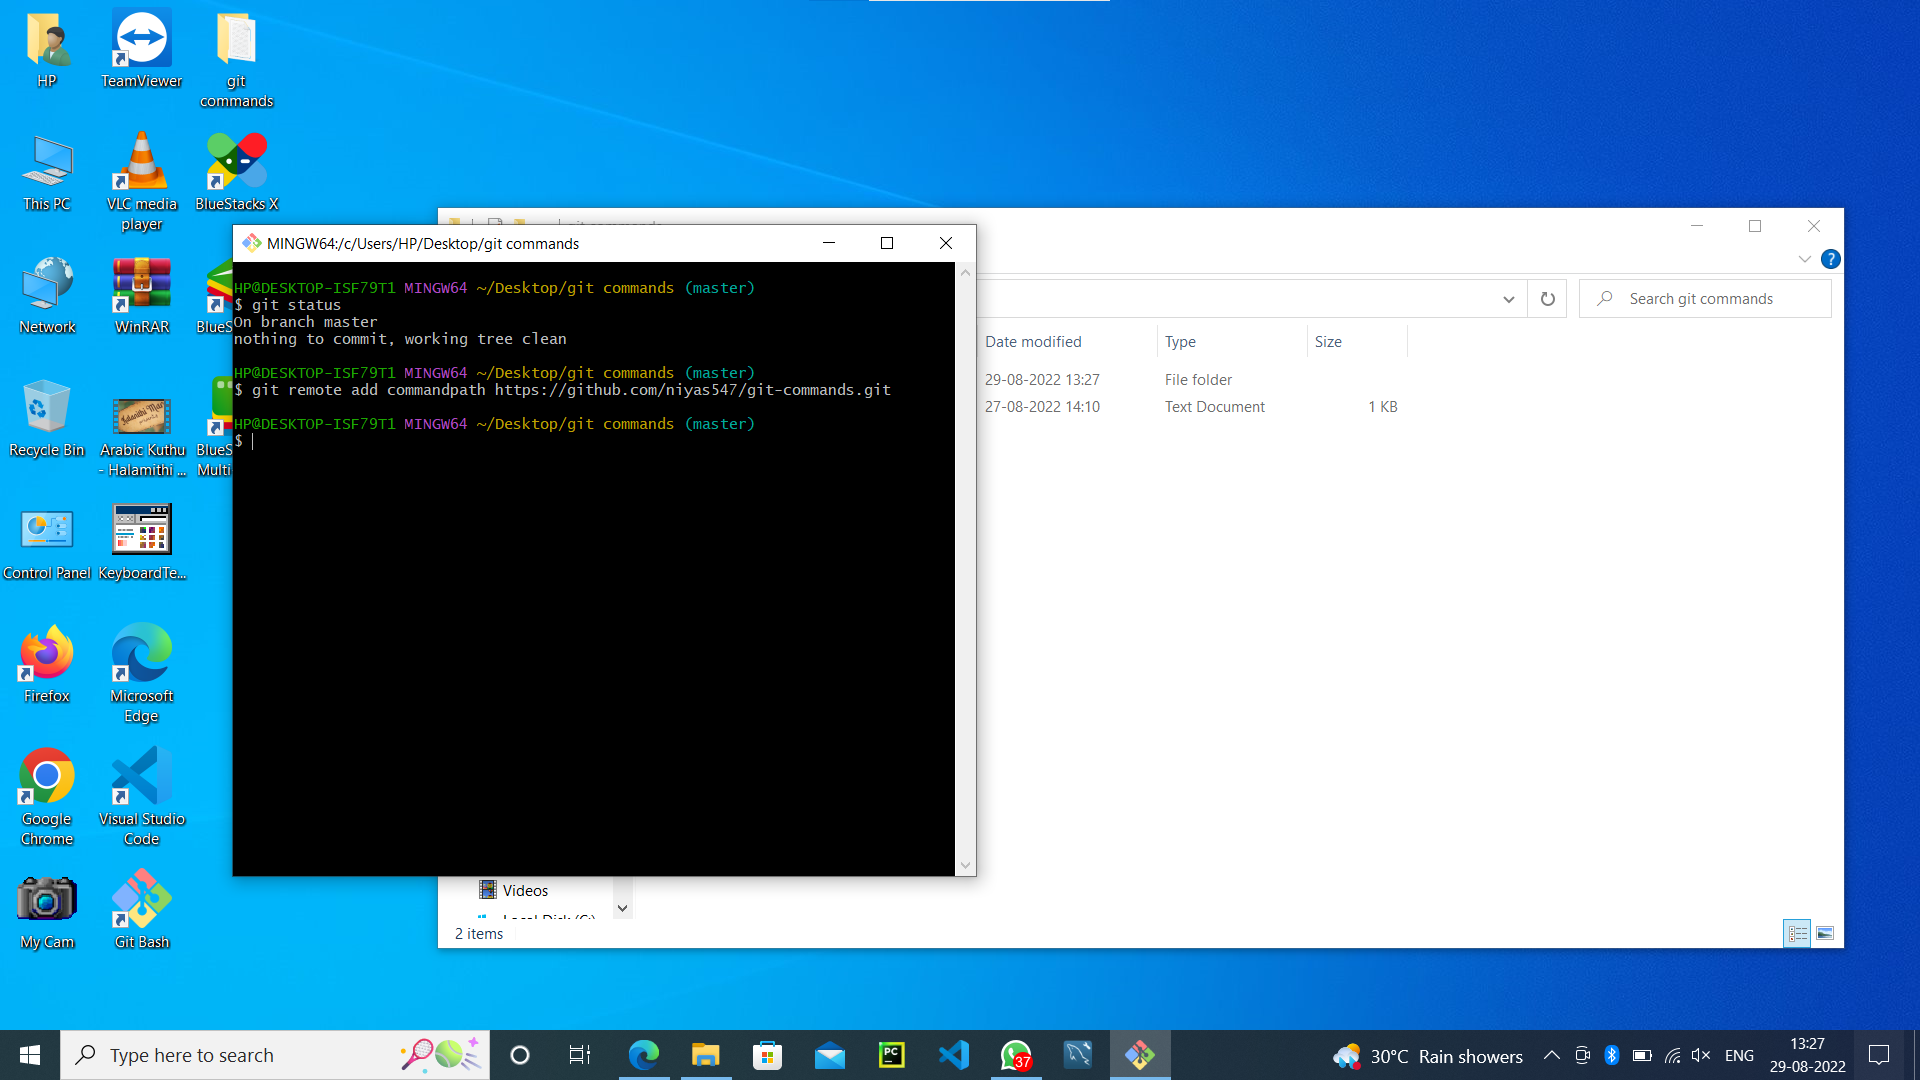 HP
TeamViewer
git
commands
This PC
VLC media
player
BlueStacks X
Network
WinRAR
Recycle Bin
Arabic Kuthu
- Halamithi ...
Multi
Control Panel
KeyboardTe...
Firefox
Microsoft
Edge
Google
Chrome
Visual Studio
Code
My Cam
Git Bash
MINGW64:/c/Users/HP/Desktop/git commands
HP@DESKTOP-ISF79T1 MINGW64 ~/Desktop/git commands (master)
$ git status
On branch master
nothing to commit, working tree clean
HP@DESKTOP-ISF79T1 MINGW64 ~/Desktop/git commands (master)
$ git remote add commandpath https://github.com/niyas547/git-commands.git
HP@DESKTOP-ISF79T1 MINGW64 ~/Desktop/git commands (master)
$
Search git commands
Date modified Type Size
29-08-2022 13:27 File folder
27-08-2022 14:10 Text Document 1 KB
Videos
Local Disk (C:)
2 items
Type here to search
PC
37
30°C Rain showers
ENG
13:27
29-08-2022